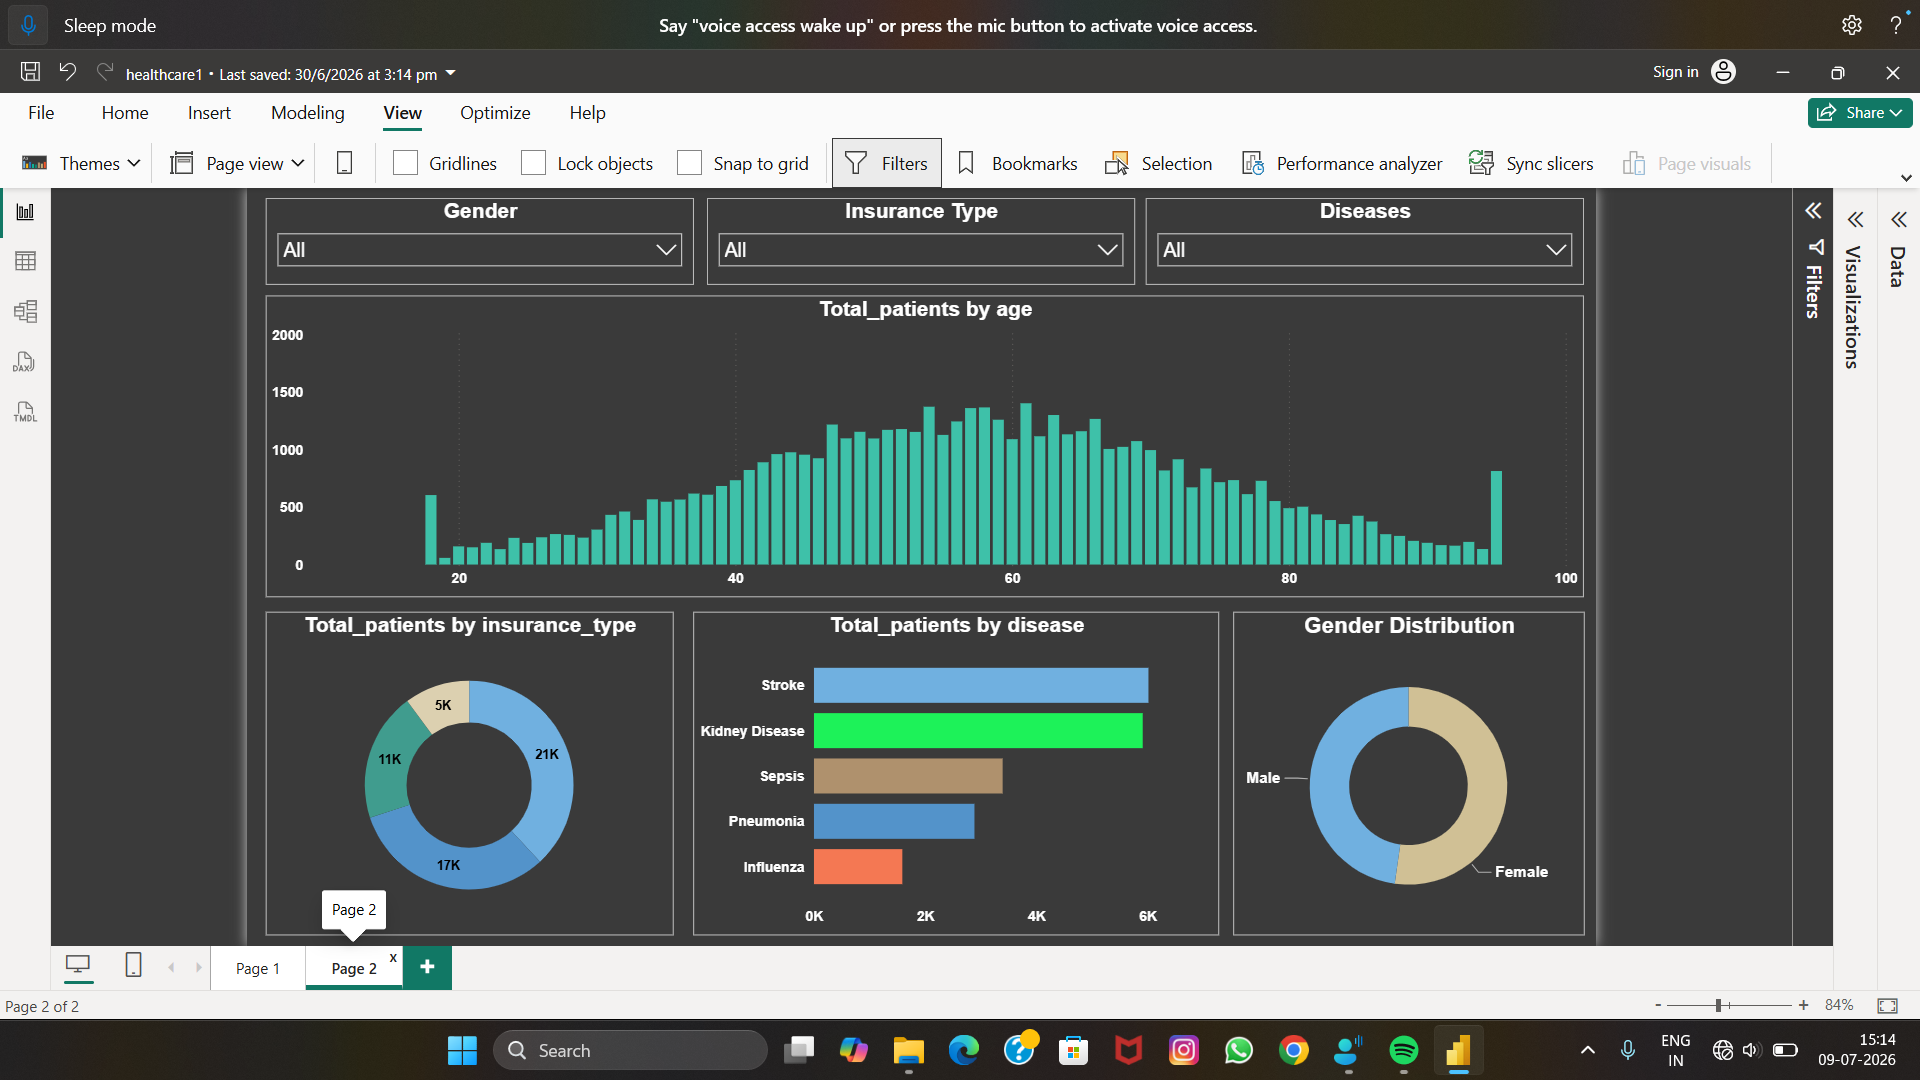 Sleep mode
Say "voice access wake up" or press the mic button to activate voice access.
?
healthcare1 • Last saved: 30/6/2026 at 3:14 pm
Sign in
File Home Insert Modeling View Optimize Help
Share
Themes
Page view
Gridlines
Lock objects
Snap to grid
Filters
Bookmarks
Selection
Performance analyzer
Sync slicers
Page visuals
DAX
TMDL
Gender
All
Insurance Type
All
Diseases
All
Filters
Visualizations
Data
Total_patients by age
2000
1500
1000
500
0
20 40 60 80 100
Total_patients by insurance_type
5K
21K
11K
17K
Total_patients by disease
Stroke
Kidney Disease
Sepsis
Pneumonia
Influenza
0K 2K 4K 6K
Gender Distribution
Male
Female
Page 2
Page 1
Page 2
x
+
Page 2 of 2
- + 84%
Search
ENG
IN
15:14
09-07-2026